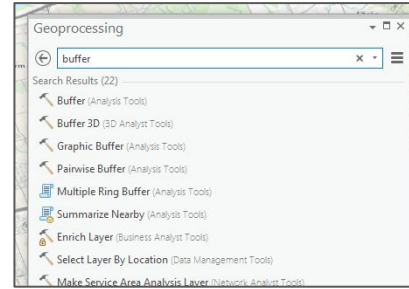 Geoprocessing
buffer
Search Results (22)
Buffer (Analysis Tools)
Buffer 3D (3D Analyst Tools)
Graphic Buffer (Analysis Tools)
Pairwise Buffer (Analysis Tools)
Multiple Ring Buffer (Analysis Tools)
Summarize Nearby (Analysis Tools)
Enrich Layer (Business Analyst Tools)
Select Layer By Location (Data Management Tools)
Make Service Area Analysis Layer (Network Analyst Tools)